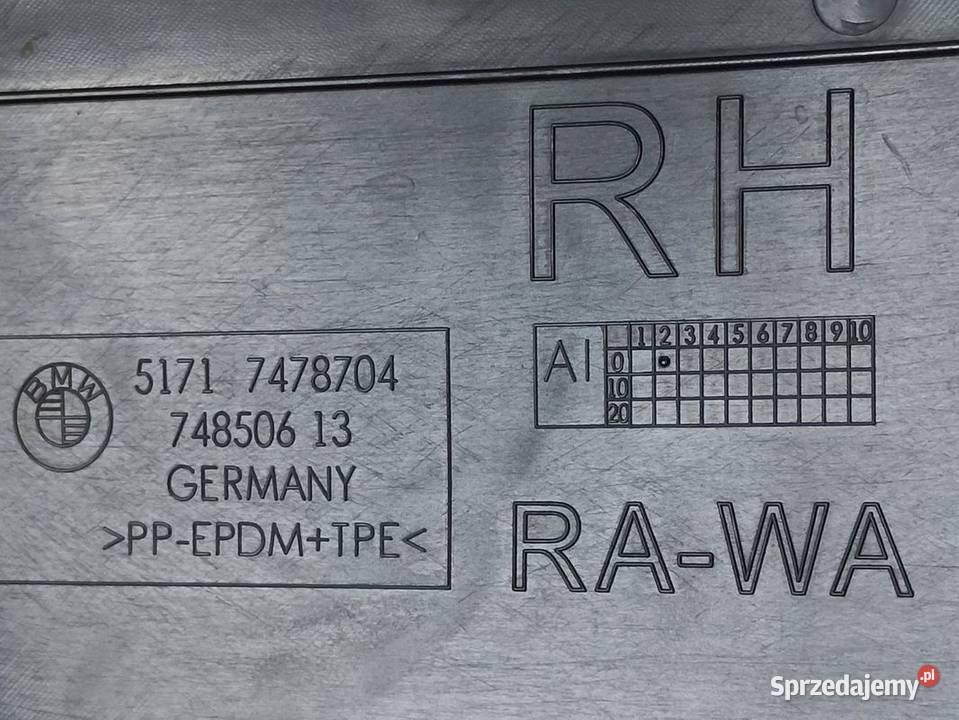 RH
BMW
5171 7478704
748506 13
GERMANY
>PP-EPDM+TPE<
AI
1 2 3 4 5 6 7 8 9 10
0
10
20
RA-WA
Sprzedajemy.pl